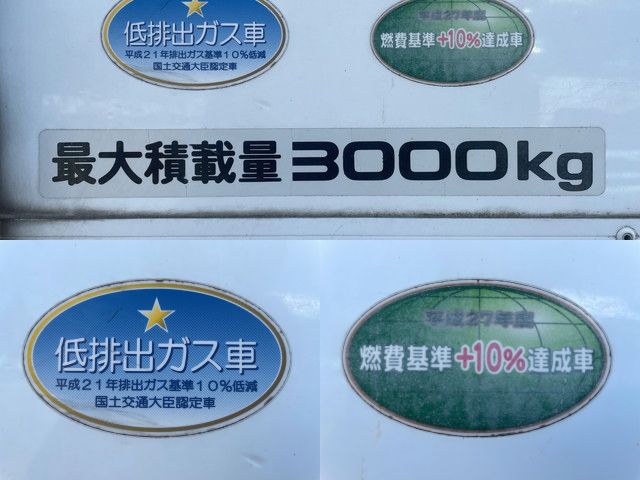 低排出ガス車
平成21年排出ガス基準10%低減
国土交通大臣認定車
平成27年度
燃費基準+10%達成車
最大積載量3000kg
低排出ガス車
平成21年排出ガス基準10%低減
国土交通大臣認定車
平成27年度
燃費基準+10%達成車